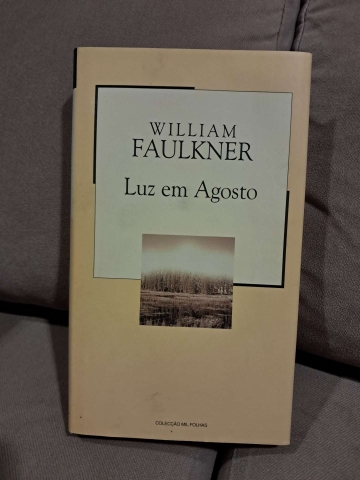 WILLIAM
FAULKNER
Luz em Agosto
COLECÇÃO MIL FOLHAS